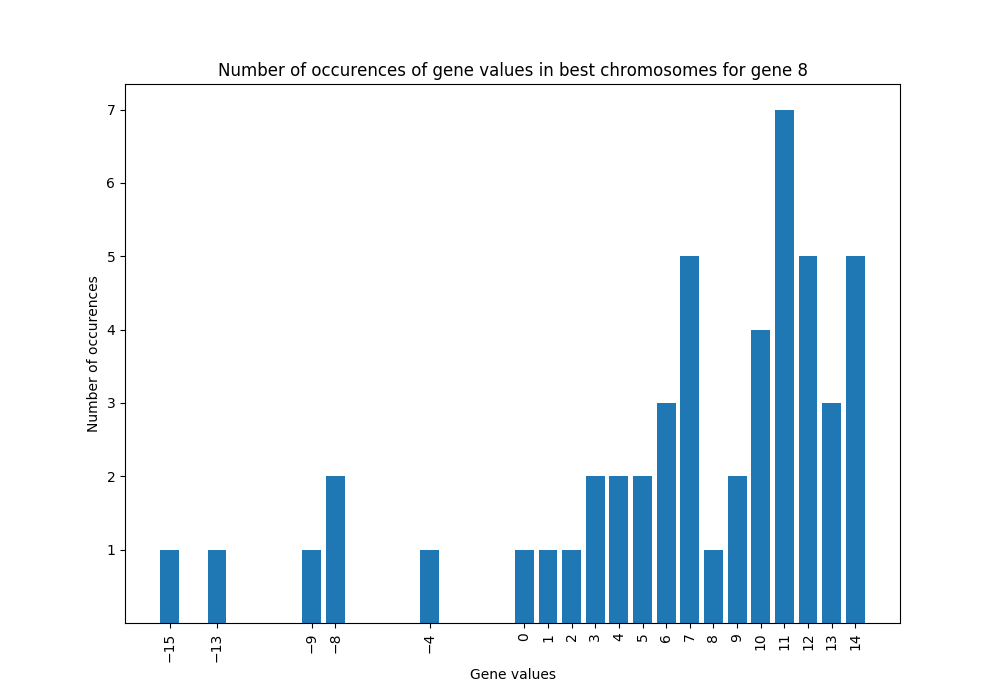 Number of occurences of gene values in best chromosomes for gene 8
7
6
5
4
3
2
1
Number of occurences
−15 −13 −9 −8 −4 0 1 2 3 4 5 6 7 8 9 10 11 12 13 14
Gene values